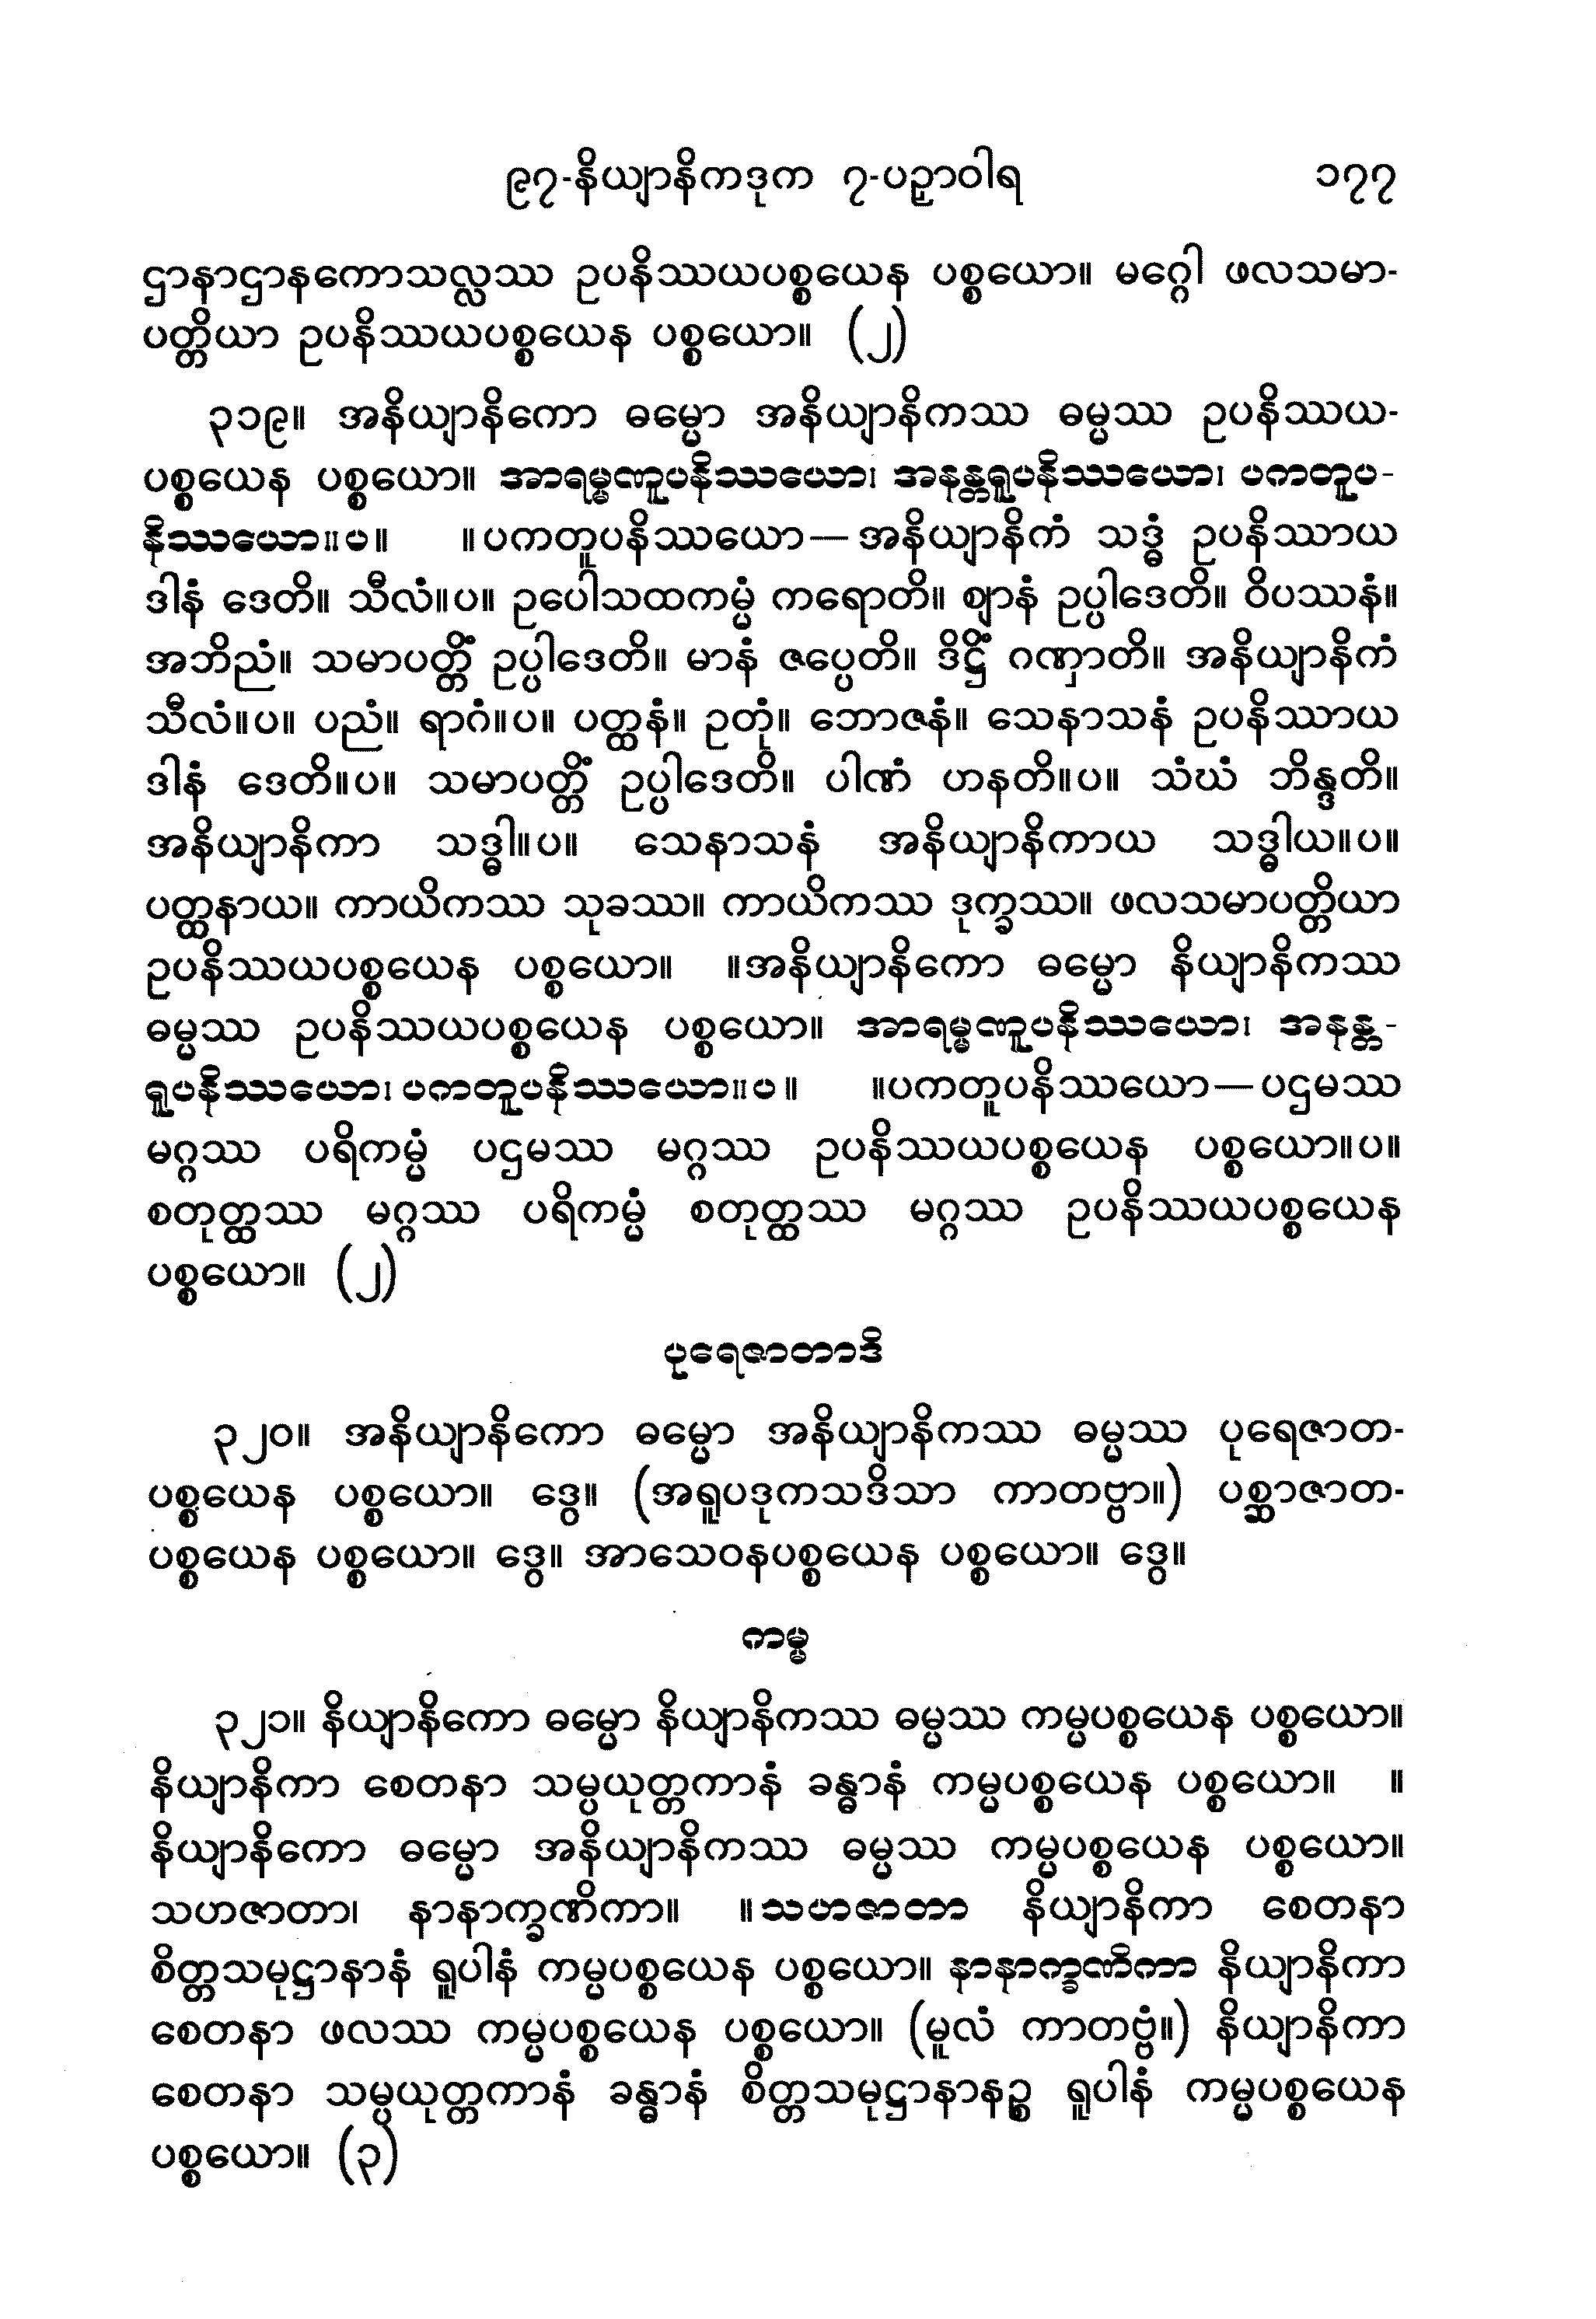 ၉၇-နိယျာနိကဒုက ၇-ပဉှာဝါရ ၁၇၇
ဌာနာဌာနကောသလ္လဿ ဥပနိဿယပစ္စယေန ပစ္စယော။ မဂ္ဂေါ ဖလသမာ-
ပတ္တိယာ ဥပနိဿယပစ္စယေန ပစ္စယော။ (၂)
၃၁၉။ အနိယျာနိကော ဓမ္မော အနိယျာနိကဿ ဓမ္မဿ ဥပနိဿယ-
ပစ္စယေန ပစ္စယော။ အာရမ္မဏူပနိဿယော၊ အနန္တရူပနိဿယော၊ ပကတူပ-
နိဿယော။ပ။ ။ပကတူပနိဿယော—အနိယျာနိကံ သဒ္ဓံ ဥပနိဿာယ
ဒါနံ ဒေတိ။ သီလံ။ပ။ ဥပေါသထကမ္မံ ကရောတိ။ ဈာနံ ဥပ္ပါဒေတိ။ ဝိပဿနံ။
အဘိညံ။ သမာပတ္တိံ ဥပ္ပါဒေတိ။ မာနံ ဇပ္ပေတိ။ ဒိဋ္ဌိံ ဂဏှာတိ။ အနိယျာနိကံ
သီလံ။ပ။ ပညံ။ ရာဂံ။ပ။ ပတ္ထနံ။ ဥတုံ။ ဘောဇနံ။ သေနာသနံ ဥပနိဿာယ
ဒါနံ ဒေတိ။ပ။ သမာပတ္တိံ ဥပ္ပါဒေတိ။ ပါဏံ ဟနတိ။ပ။ သံဃံ ဘိန္ဒတိ။
အနိယျာနိကာ သဒ္ဓါ။ပ။ သေနာသနံ အနိယျာနိကာယ သဒ္ဓါယ။ပ။
ပတ္ထနာယ။ ကာယိကဿ သုခဿ။ ကာယိကဿ ဒုက္ခဿ။ ဖလသမာပတ္တိယာ
ဥပနိဿယပစ္စယေန ပစ္စယော။ ။အနိယျာနိကော ဓမ္မော နိယျာနိကဿ
ဓမ္မဿ ဥပနိဿယပစ္စယေန ပစ္စယော။ အာရမ္မဏူပနိဿယော၊ အနန္တ-
ရူပနိဿယော၊ ပကတူပနိဿယော။ပ။ ။ပကတူပနိဿယော—ပဌမဿ
မဂ္ဂဿ ပရိကမ္မံ ပဌမဿ မဂ္ဂဿ ဥပနိဿယပစ္စယေန ပစ္စယော။ပ။
စတုတ္ထဿ မဂ္ဂဿ ပရိကမ္မံ စတုတ္ထဿ မဂ္ဂဿ ဥပနိဿယပစ္စယေန
ပစ္စယော။ (၂)
ပုရေဇာတာဒိ
၃၂၀။ အနိယျာနိကော ဓမ္မော အနိယျာနိကဿ ဓမ္မဿ ပုရေဇာတ-
ပစ္စယေန ပစ္စယော။ ဒွေ။ (အရူပဒုကသဒိသာ ကာတဗ္ဗာ။) ပစ္ဆာဇာတ-
ပစ္စယေန ပစ္စယော။ ဒွေ။ အာသေဝနပစ္စယေန ပစ္စယော။ ဒွေ။
ကမ္မ
၃၂၁။ နိယျာနိကော ဓမ္မော နိယျာနိကဿ ဓမ္မဿ ကမ္မပစ္စယေန ပစ္စယော။
နိယျာနိကာ စေတနာ သမ္ပယုတ္တကာနံ ခန္ဓာနံ ကမ္မပစ္စယေန ပစ္စယော။ ။
နိယျာနိကော ဓမ္မော အနိယျာနိကဿ ဓမ္မဿ ကမ္မပစ္စယေန ပစ္စယော။
သဟဇာတာ၊ နာနာက္ခဏိကာ။ ။သဟဇာတာ နိယျာနိကာ စေတနာ
စိတ္တသမုဋ္ဌာနာနံ ရူပါနံ ကမ္မပစ္စယေန ပစ္စယော။ နာနာက္ခဏိကာ နိယျာနိကာ
စေတနာ ဖလဿ ကမ္မပစ္စယေန ပစ္စယော။ (မူလံ ကာတဗ္ဗံ။) နိယျာနိကာ
စေတနာ သမ္ပယုတ္တကာနံ ခန္ဓာနံ စိတ္တသမုဋ္ဌာနာနဉ္စ ရူပါနံ ကမ္မပစ္စယေန
ပစ္စယော။ (၃)